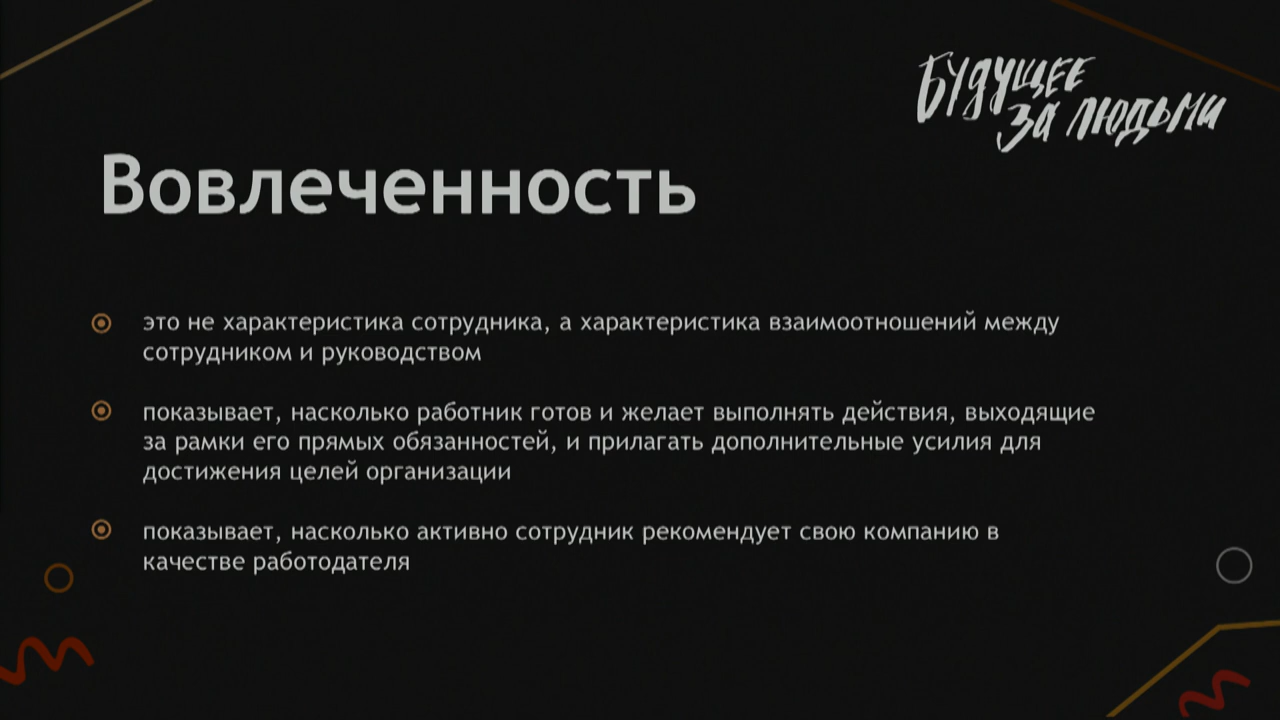 Будущее
за людьми
Вовлеченность
это не характеристика сотрудника, а характеристика взаимоотношений между
сотрудником и руководством
показывает, насколько работник готов и желает выполнять действия, выходящие
за рамки его прямых обязанностей, и прилагать дополнительные усилия для
достижения целей организации
показывает, насколько активно сотрудник рекомендует свою компанию в
качестве работодателя